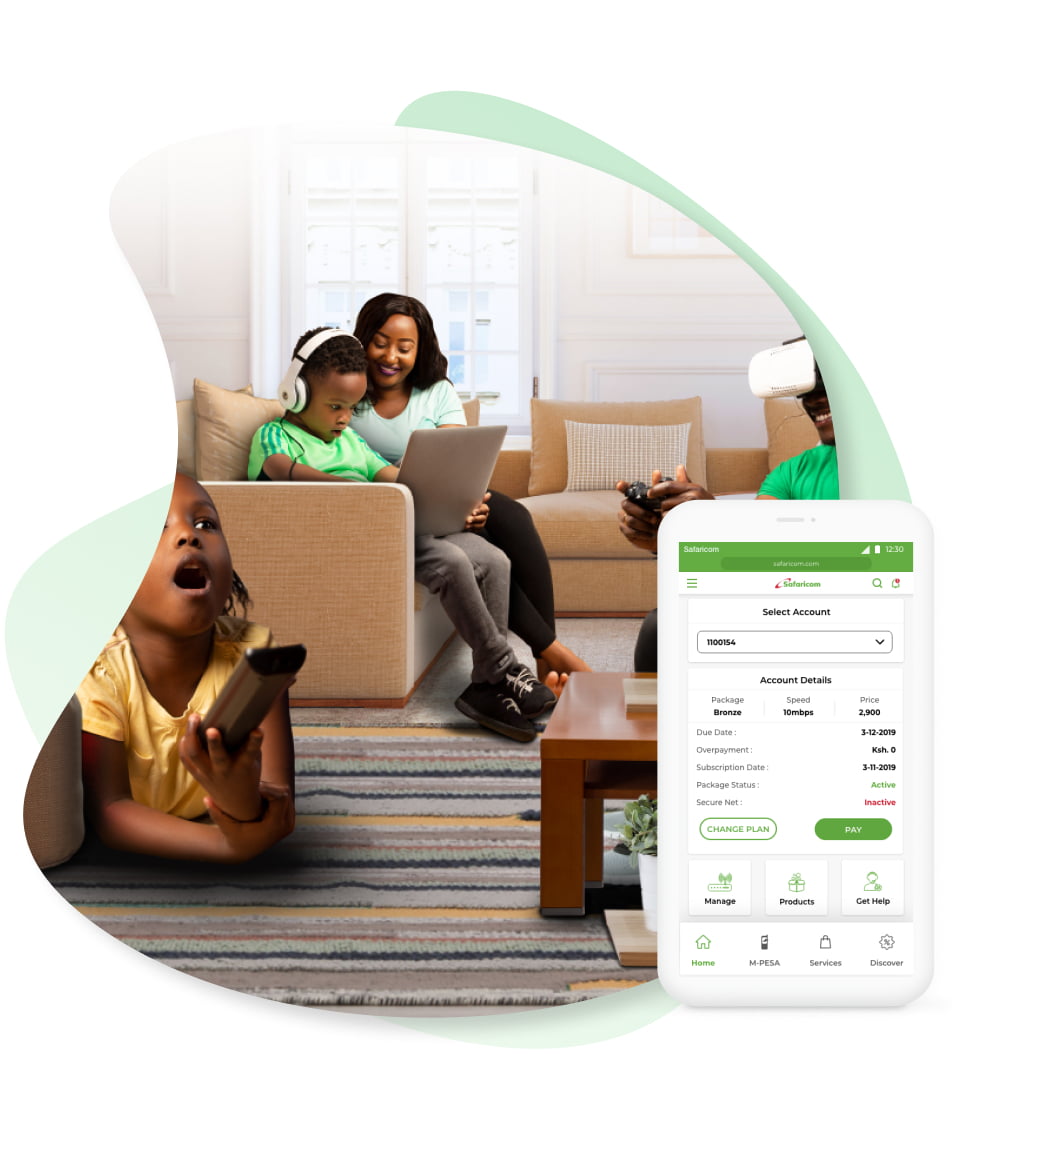 Safaricom 12:30
safaricom.com
Safaricom
Select Account
1100154
Account Details
Package Speed Price
Bronze 10mbps 2,900
Due Date : 3-12-2019
Overpayment : Ksh. 0
Subscription Date : 3-11-2019
Package Status : Active
Secure Net : Inactive
CHANGE PLAN PAY
Manage Products Get Help
Home M-PESA Services Discover